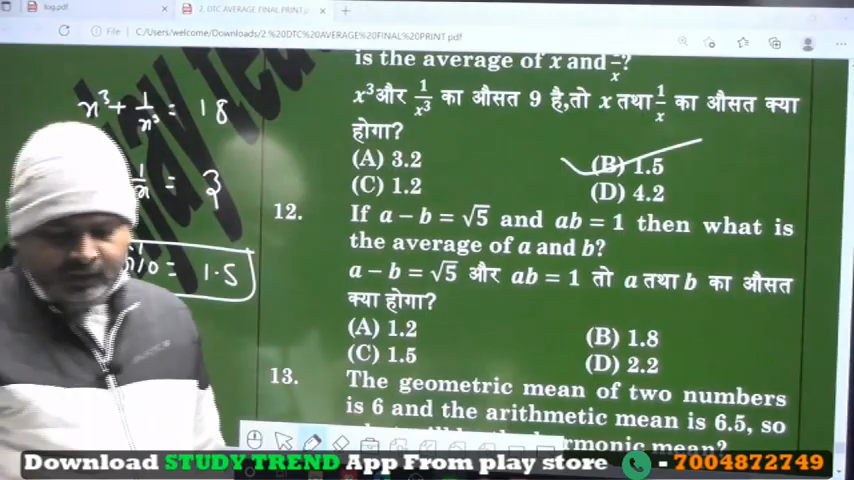 log.pdf
2. DTC AVERAGE FINAL PRINT.p
File | C:/Users/welcome/Downloads/2.%20DTC%20AVERAGE%20FINAL%20PRINT.pdf
is the average of x and 1/x?
x³ और 1/x³ का औसत 9 है,तो x तथा 1/x का औसत क्या
होगा?
(A) 3.2 (B) 1.5
(C) 1.2 (D) 4.2
12. If a – b = √5 and ab = 1 then what is
the average of a and b?
a – b = √5 और ab = 1 तो a तथा b का औसत
क्या होगा?
(A) 1.2 (B) 1.8
(C) 1.5 (D) 2.2
13. The geometric mean of two numbers
is 6 and the arithmetic mean is 6.5, so
mean?
x³ + 1/x³ = 18
1/x = 3
= 1.5
Download STUDY TREND App From play store - 7004872749